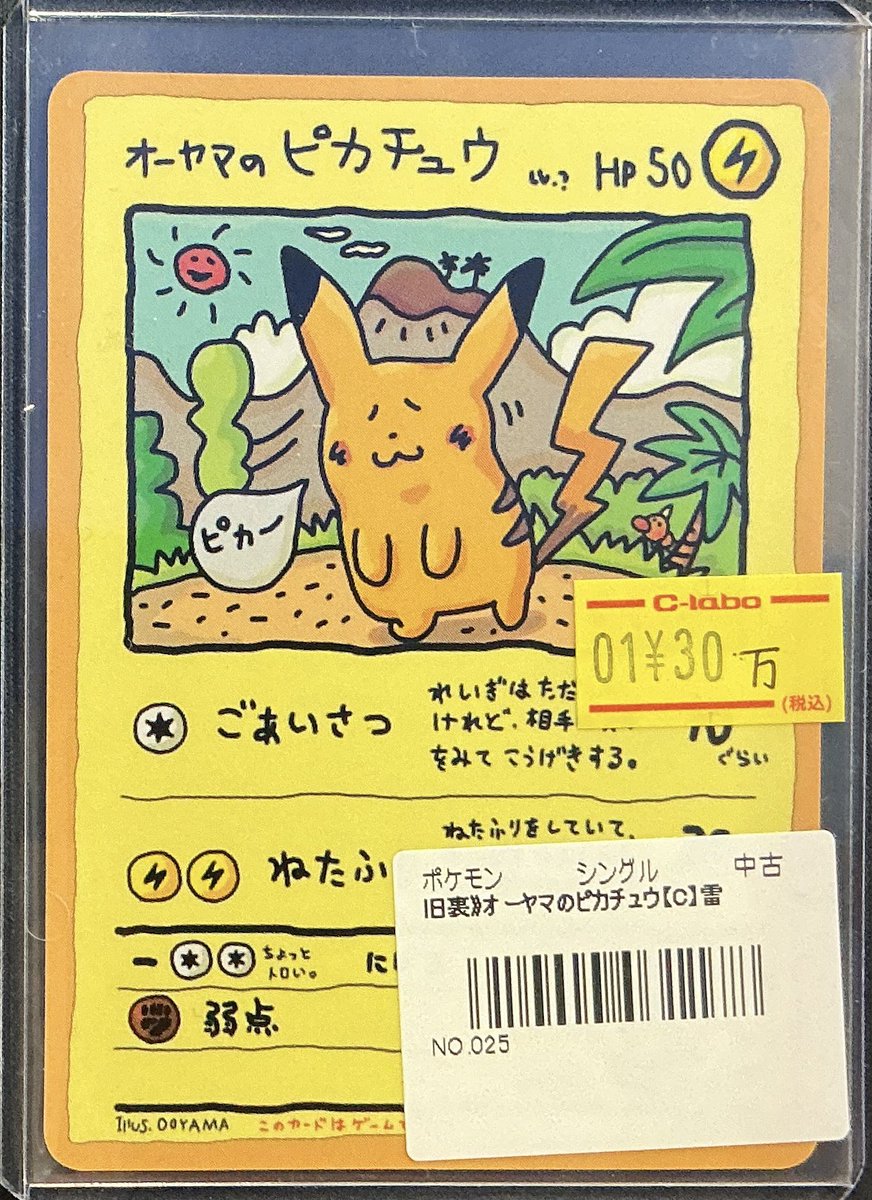 オーヤマの ピカチュウ LV.? HP 50
ピカー
C-labo
01¥30万
(税込)
ごあいさつ
れいぎはただ
けれど、相手
をみて こうげきする。
ぐらい
ねたふりをしていて、
ねたふ
ポケモン シングル 中古
旧裏》オーヤマのピカチュウ【C】雷
NO.025
ー ちょっと
トロい。
弱点
Illus. OOYAMA このカードはゲームで